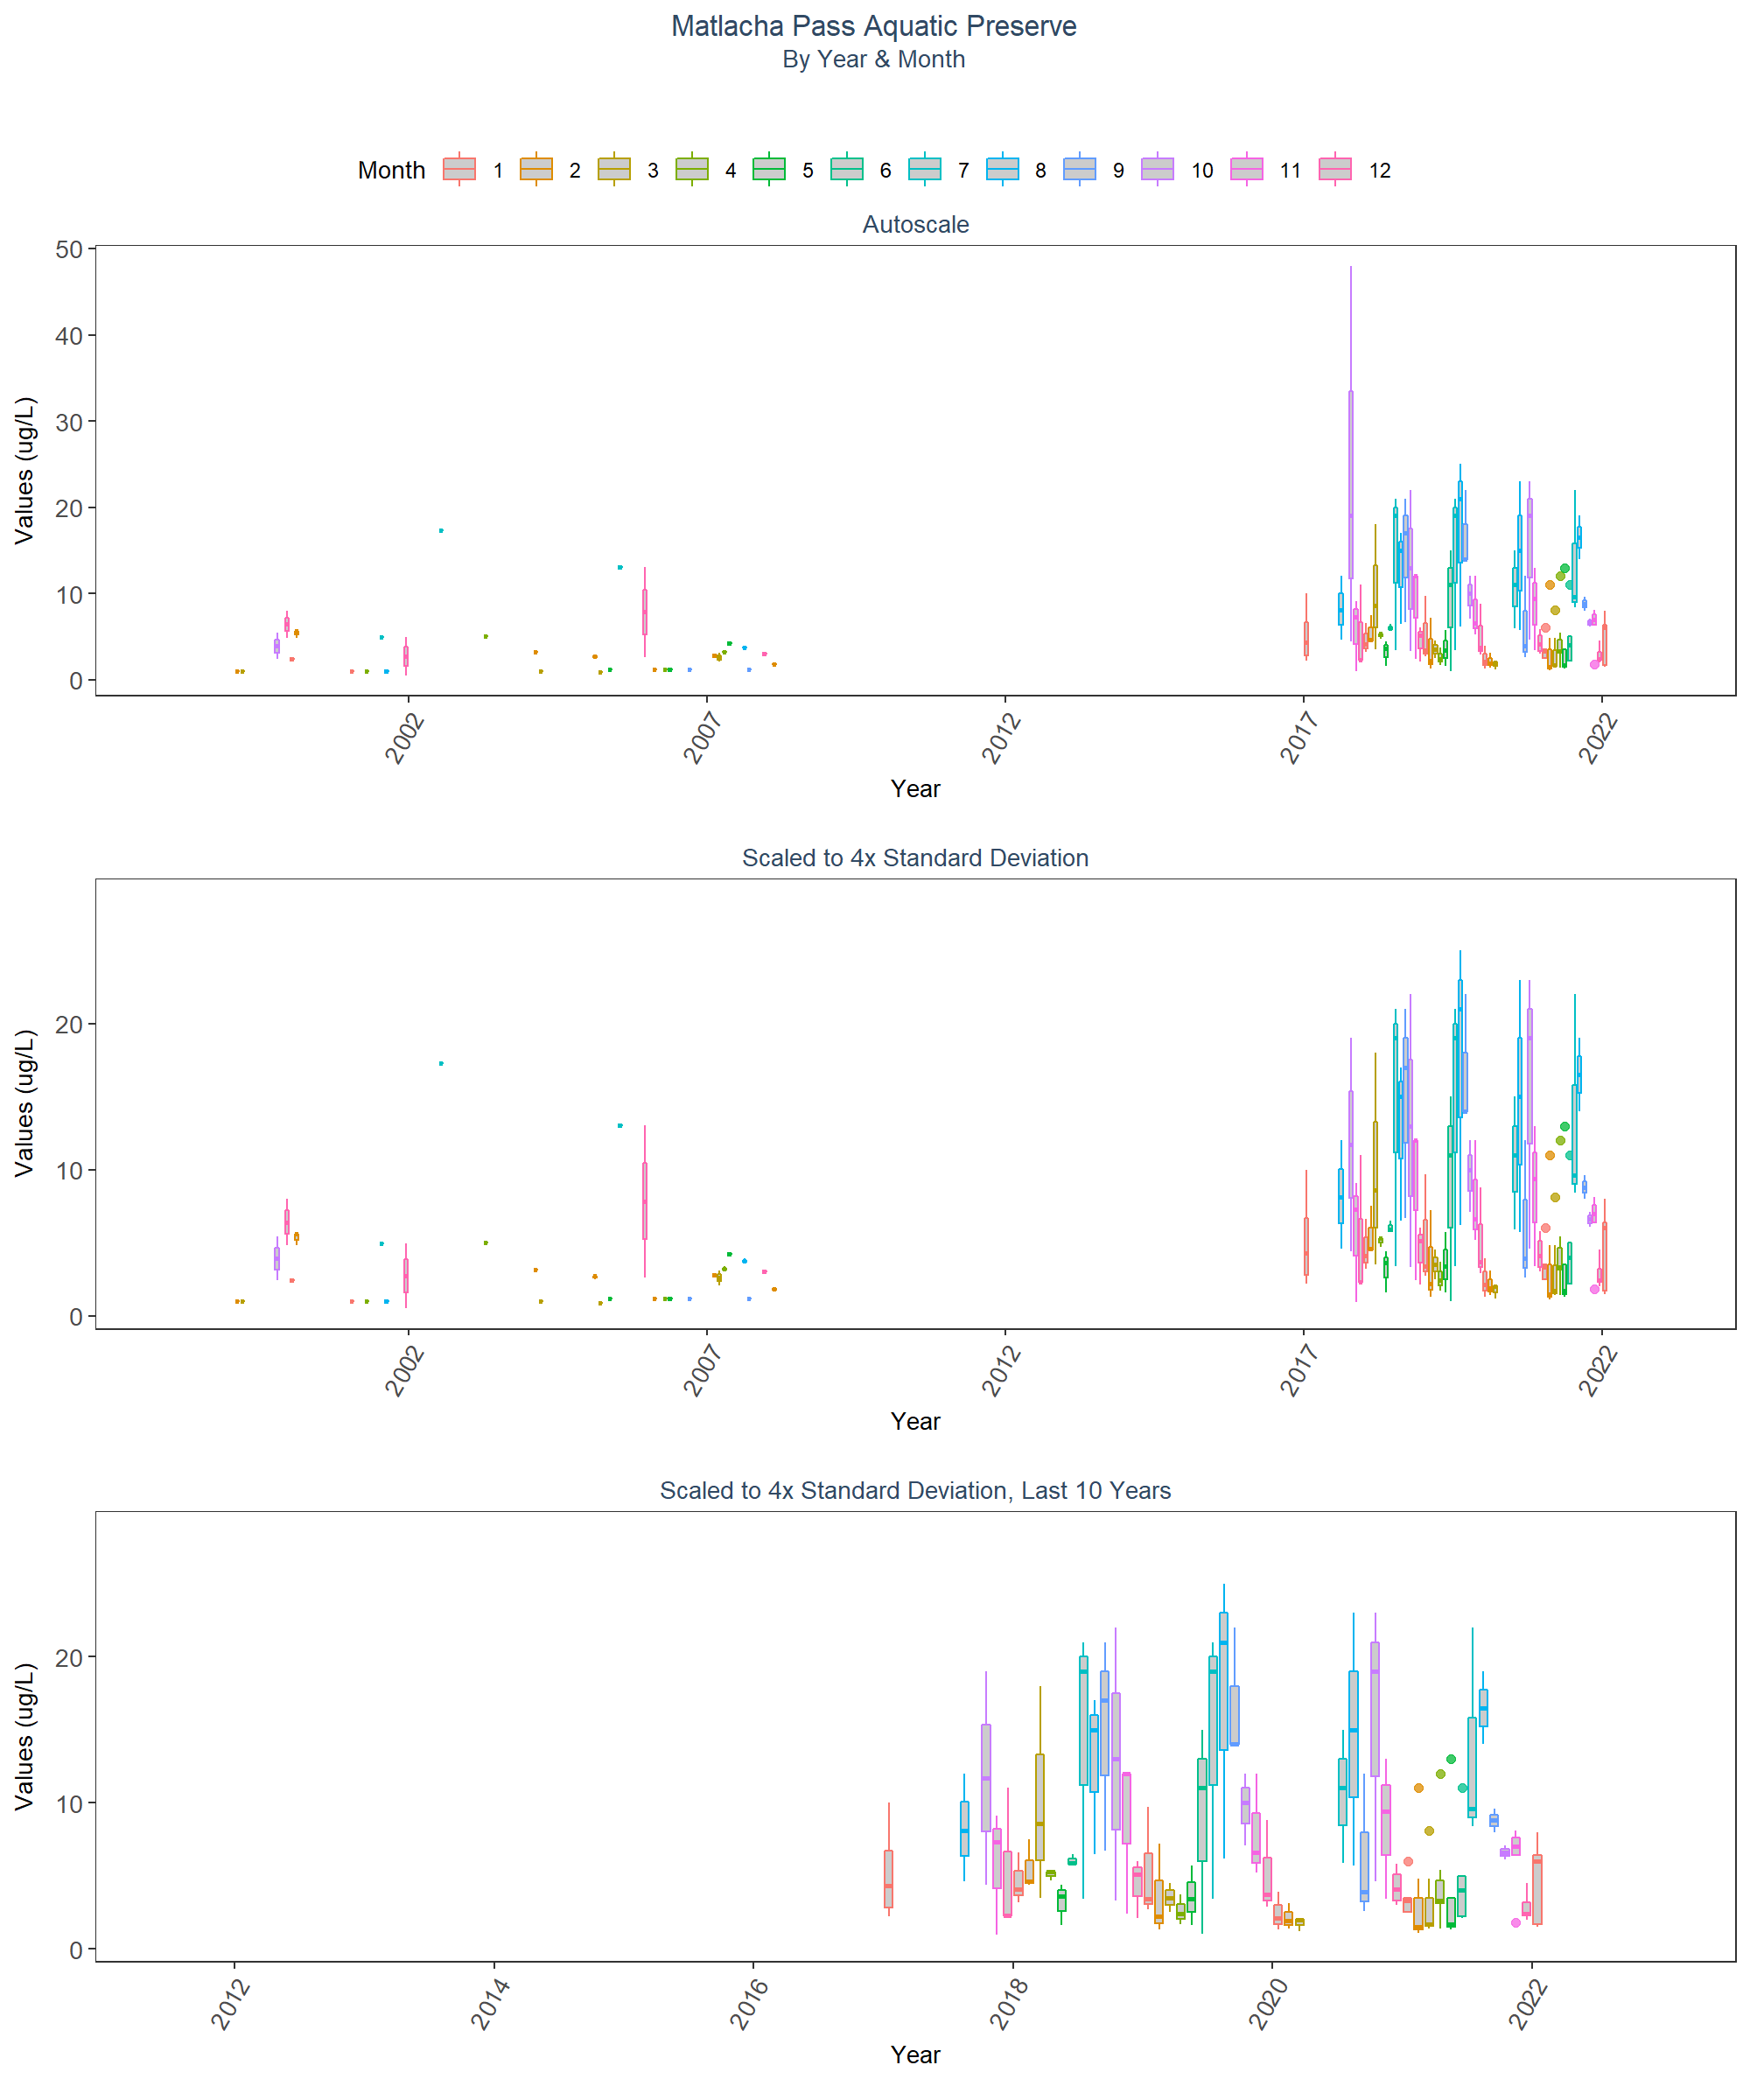 Matlacha Pass Aquatic Preserve
By Year & Month
Month 1 2 3 4 5 6 7 8 9 10 11 12
Autoscale
Values (ug/L)
50
40
30
20
10
0
2002 2007 2012 2017 2022
Year
Scaled to 4x Standard Deviation
Values (ug/L)
20
10
0
2002 2007 2012 2017 2022
Year
Scaled to 4x Standard Deviation, Last 10 Years
Values (ug/L)
20
10
0
2012 2014 2016 2018 2020 2022
Year